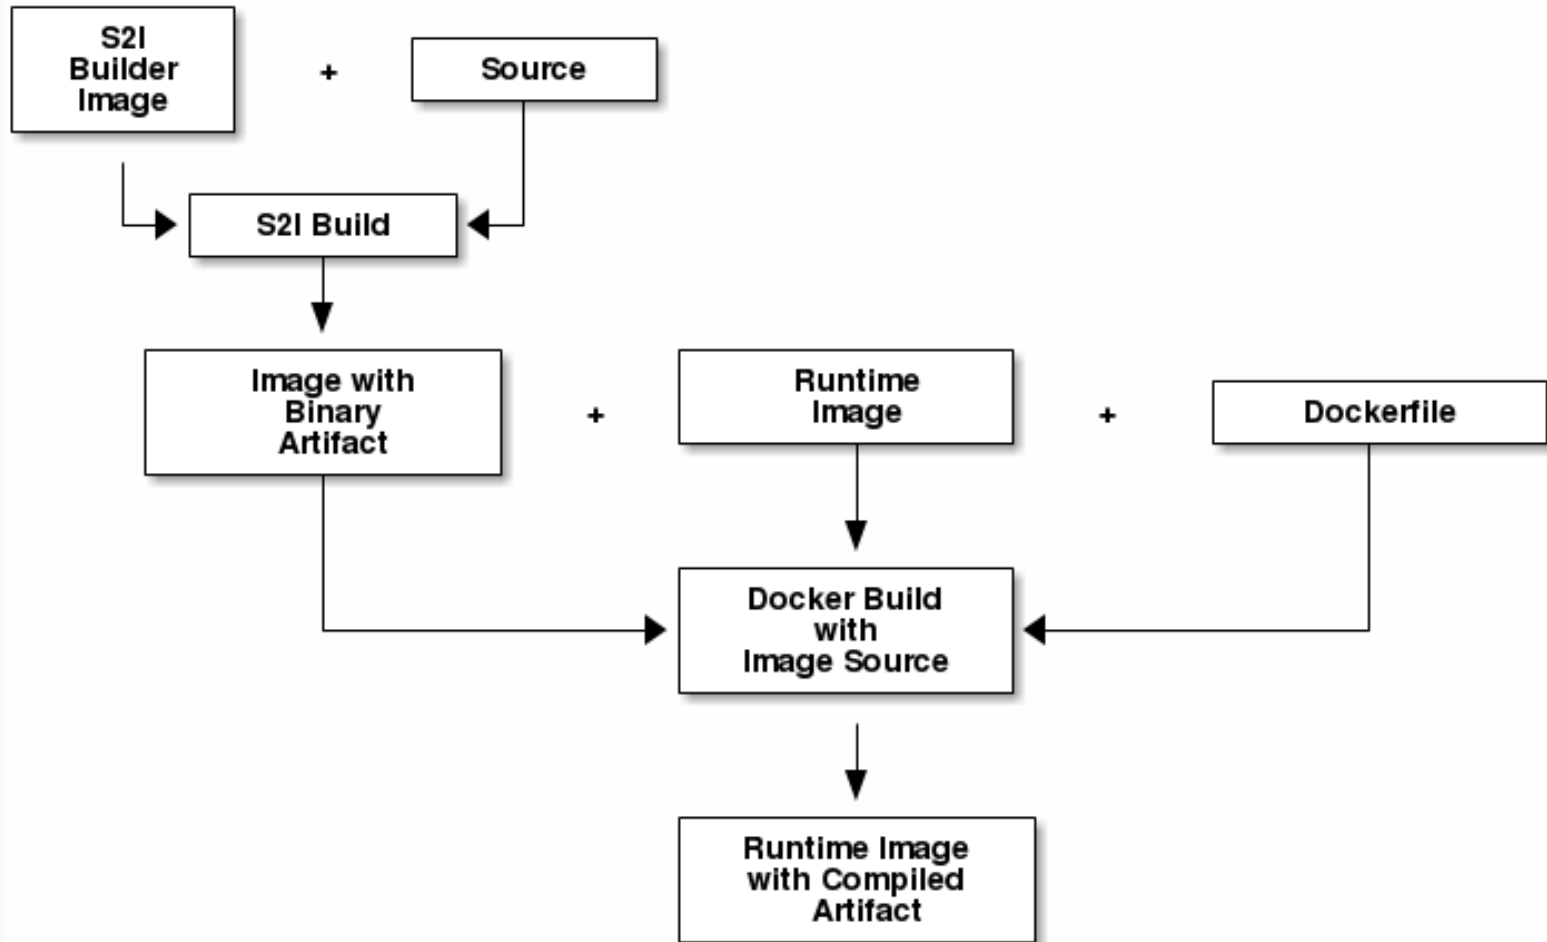 S2I
Builder
Image
+
Source
S2I Build
Image with
Binary
Artifact
+
Runtime
Image
+
Dockerfile
Docker Build
with
Image Source
Runtime Image
with Compiled
Artifact